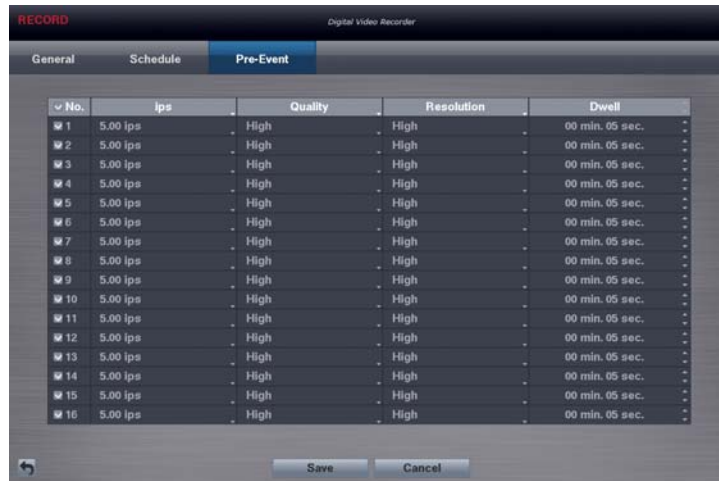 RECORD
Digital Video Recorder
General Schedule Pre-Event
No. ips Quality Resolution Dwell
1 5.00 ips High High 00 min. 05 sec.
2 5.00 ips High High 00 min. 05 sec.
3 5.00 ips High High 00 min. 05 sec.
4 5.00 ips High High 00 min. 05 sec.
5 5.00 ips High High 00 min. 05 sec.
6 5.00 ips High High 00 min. 05 sec.
7 5.00 ips High High 00 min. 05 sec.
8 5.00 ips High High 00 min. 05 sec.
9 5.00 ips High High 00 min. 05 sec.
10 5.00 ips High High 00 min. 05 sec.
11 5.00 ips High High 00 min. 05 sec.
12 5.00 ips High High 00 min. 05 sec.
13 5.00 ips High High 00 min. 05 sec.
14 5.00 ips High High 00 min. 05 sec.
15 5.00 ips High High 00 min. 05 sec.
16 5.00 ips High High 00 min. 05 sec.
Save Cancel